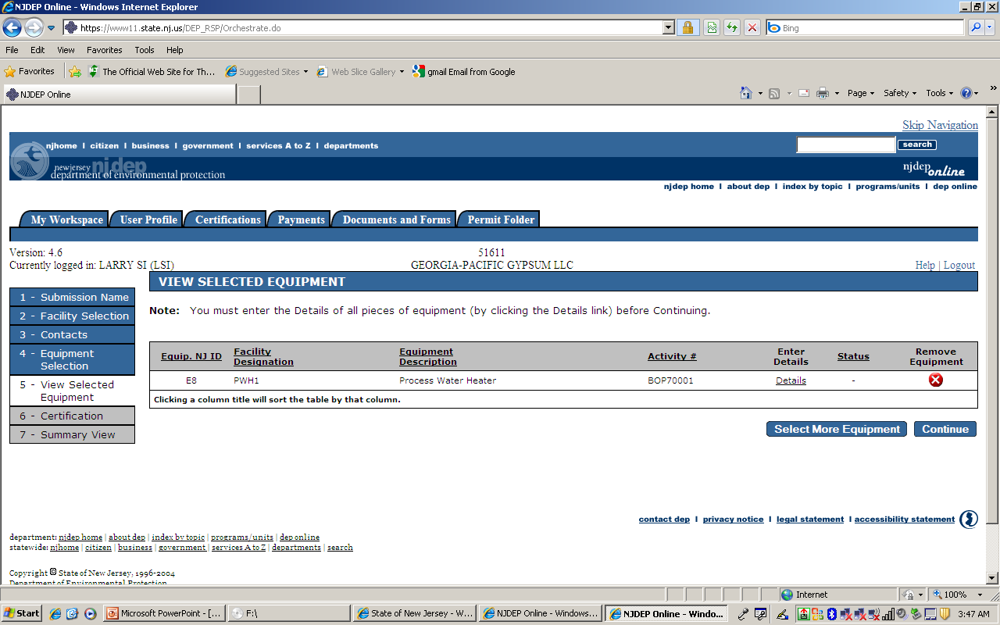 NJDEP Online - Windows Internet Explorer
https://www11.state.nj.us/DEP_RSP/Orchestrate.do
Bing
File Edit View Favorites Tools Help
Favorites The Official Web Site for Th... Suggested Sites Web Slice Gallery gmail Email from Google
NJDEP Online
Page Safety Tools
Skip Navigation
njhome | citizen | business | government | services A to Z | departments
search
newjersey njdep
department of environmental protection
njdep online
njdep home | about dep | index by topic | programs/units | dep online
My Workspace User Profile Certifications Payments Documents and Forms Permit Folder
Version: 4.6 51611
Currently logged in: LARRY SI (LSI) GEORGIA-PACIFIC GYPSUM LLC Help | Logout
VIEW SELECTED EQUIPMENT
1 - Submission Name
2 - Facility Selection
3 - Contacts
4 - Equipment
Selection
5 - View Selected
Equipment
6 - Certification
7 - Summary View
Note: You must enter the Details of all pieces of equipment (by clicking the Details link) before Continuing.
Equip. NJ ID Facility Designation Equipment Description Activity # Enter Details Status Remove Equipment
E8 PWH1 Process Water Heater BOP70001 Details -
Clicking a column title will sort the table by that column.
Select More Equipment Continue
contact dep | privacy notice | legal statement | accessibility statement
department: njdep home | about dep | index by topic | programs/units | dep online
statewide: njhome | citizen | business | government | services A to Z | departments | search
Copyright © State of New Jersey, 1996-2004
Department of Environmental Protection
Internet 100%
Start Microsoft PowerPoint - [... F:\ State of New Jersey - W... NJDEP Online - Windows... NJDEP Online - Windo... 3:47 AM